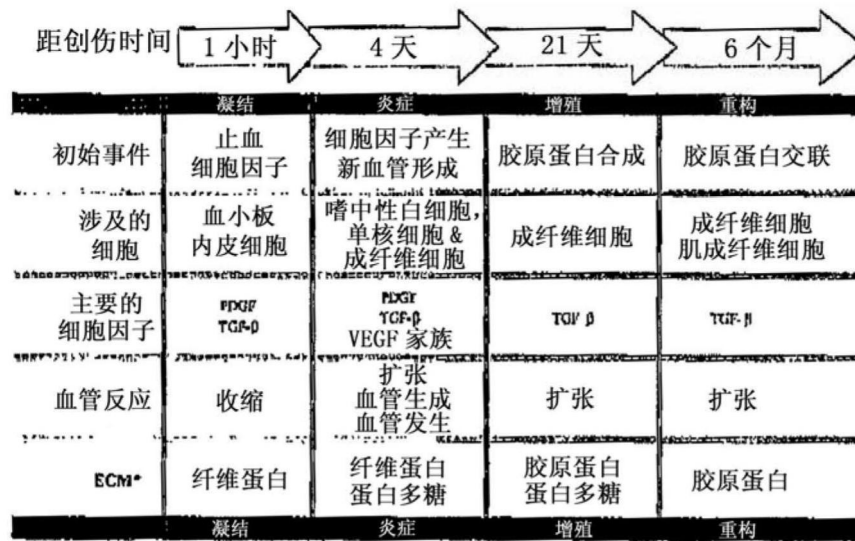 距创伤时间 1小时 4天 21天 6个月
凝结 炎症 增殖 重构
初始事件 止血 细胞因子 细胞因子产生 新血管形成 胶原蛋白合成 胶原蛋白交联
涉及的细胞 血小板 内皮细胞 嗜中性白细胞, 单核细胞 & 成纤维细胞 成纤维细胞 成纤维细胞 肌成纤维细胞
主要的细胞因子 PDGF TGF-β PDGF TGF-β VEGF 家族 TGF β TGF-β
血管反应 收缩 扩张 血管生成 血管发生 扩张 扩张
ECM* 纤维蛋白 纤维蛋白 蛋白多糖 胶原蛋白 蛋白多糖 胶原蛋白
凝结 炎症 增殖 重构